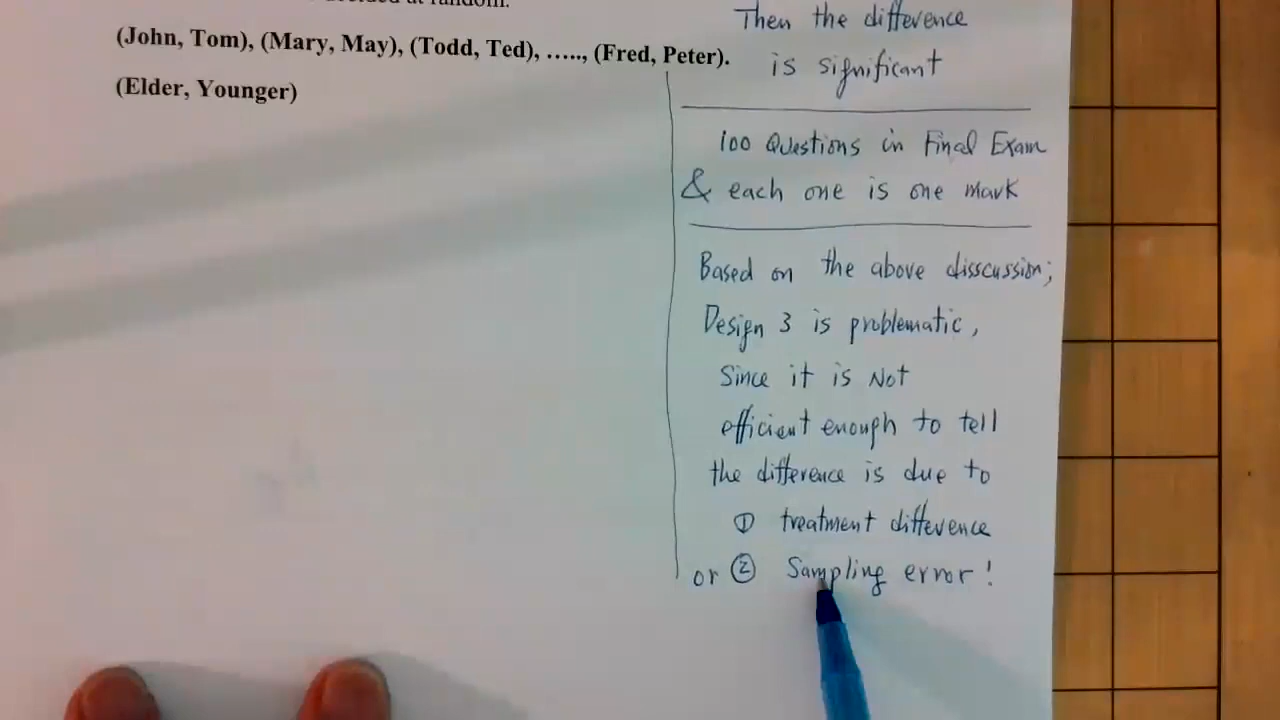 at random.
(John, Tom), (Mary, May), (Todd, Ted), ....., (Fred, Peter).
(Elder, Younger)
Then the difference
is significant
100 Questions in Final Exam
& each one is one mark
Based on the above disscussion;
Design 3 is problematic,
Since it is Not
efficient enough to tell
the difference is due to
① treatment difference
or ② Sampling error!